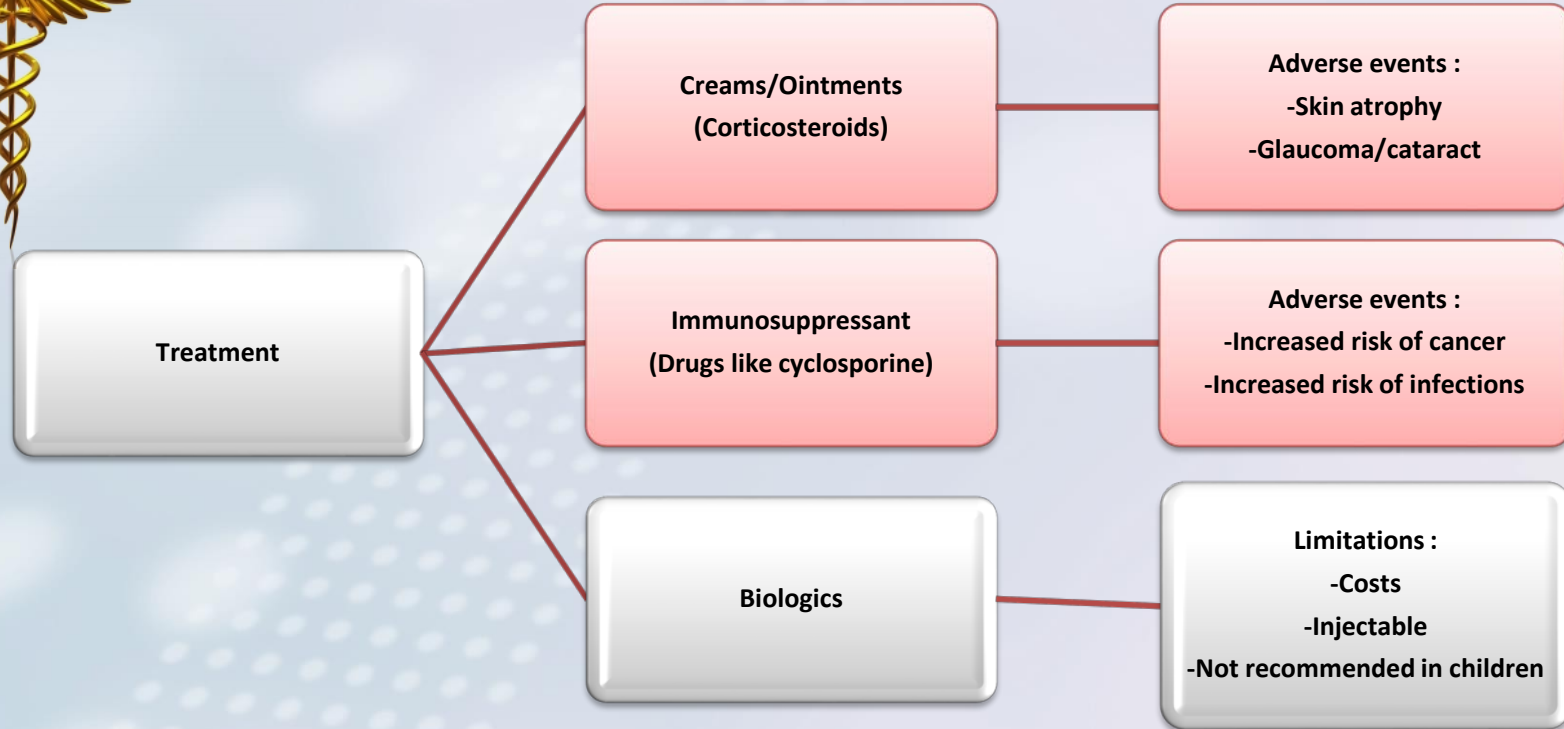 Treatment
Creams/Ointments
(Corticosteroids)
Adverse events :
-Skin atrophy
-Glaucoma/cataract
Immunosuppressant
(Drugs like cyclosporine)
Adverse events :
-Increased risk of cancer
-Increased risk of infections
Biologics
Limitations :
-Costs
-Injectable
-Not recommended in children